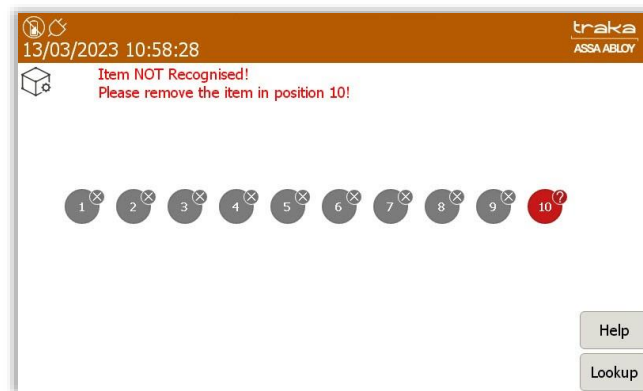 13/03/2023 10:58:28
traka
ASSA ABLOY
Item NOT Recognised!
Please remove the item in position 10!
1 2 3 4 5 6 7 8 9 10?
Help
Lookup